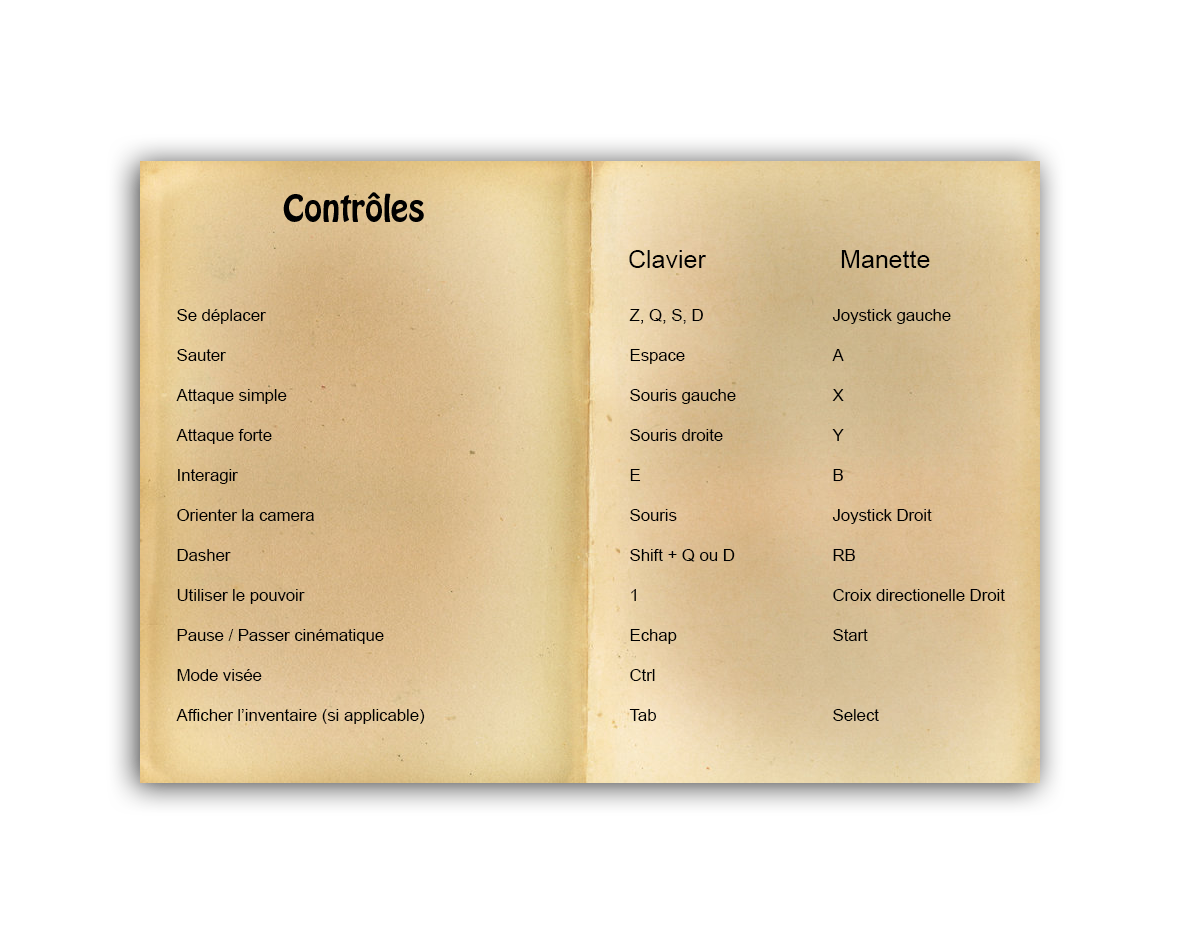 Contrôles
Clavier Manette
Se déplacer Z, Q, S, D Joystick gauche
Sauter Espace A
Attaque simple Souris gauche X
Attaque forte Souris droite Y
Interagir E B
Orienter la camera Souris Joystick Droit
Dasher Shift + Q ou D RB
Utiliser le pouvoir 1 Croix directionelle Droit
Pause / Passer cinématique Echap Start
Mode visée Ctrl
Afficher l’inventaire (si applicable) Tab Select